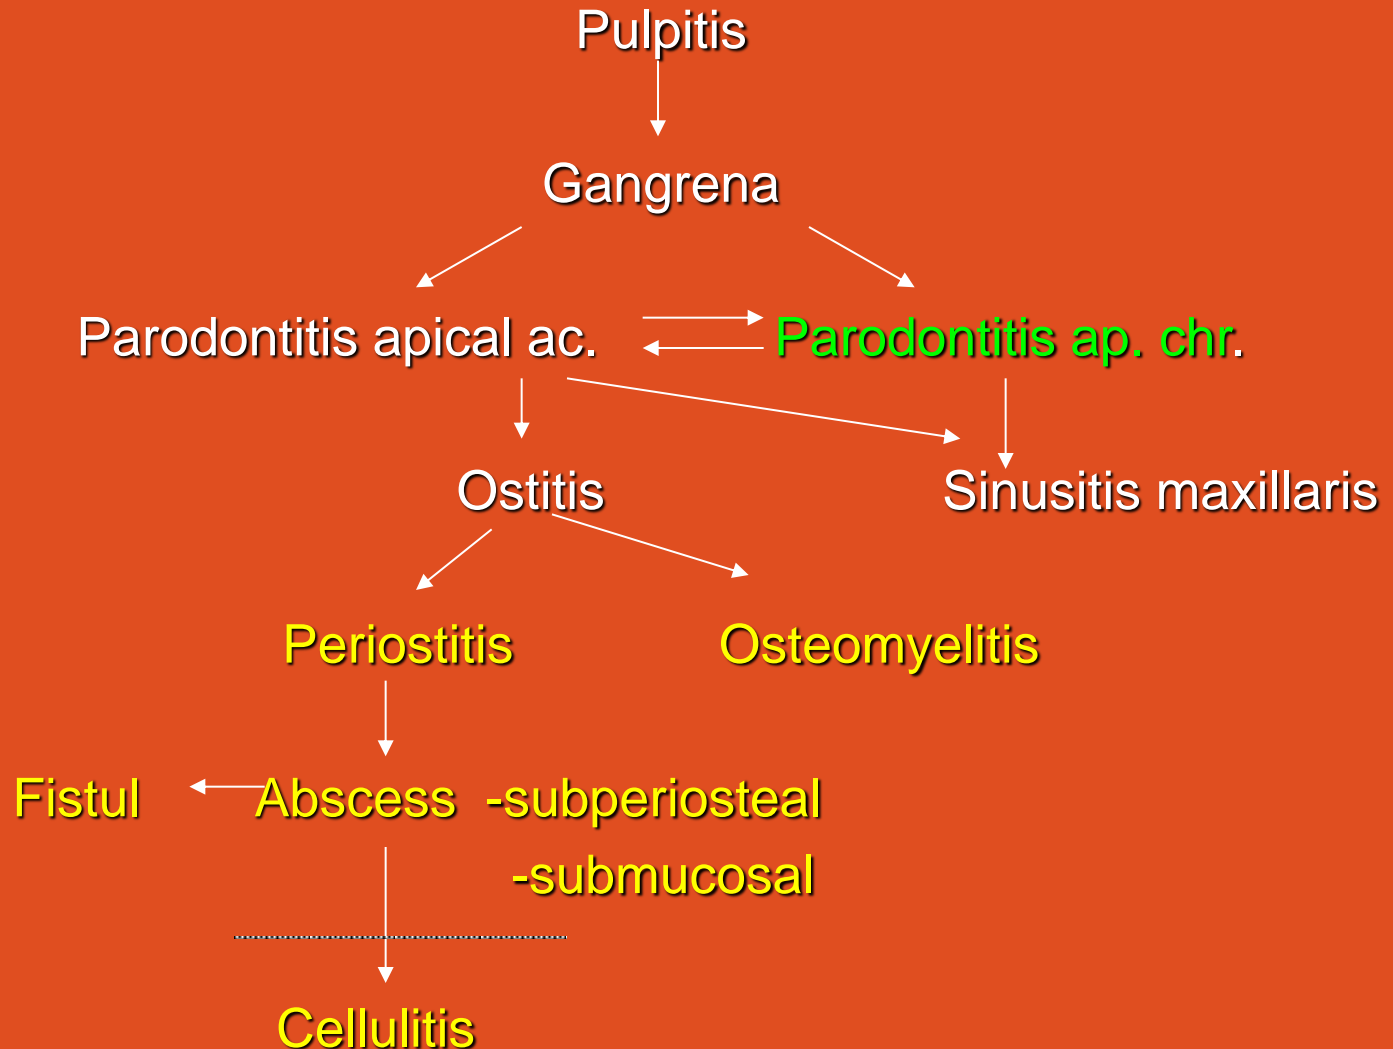 Pulpitis
Gangrena
Parodontitis apical ac. Parodontitis ap. chr.
Ostitis Sinusitis maxillaris
Periostitis Osteomyelitis
Fistul Abscess -subperiosteal
-submucosal
Cellulitis